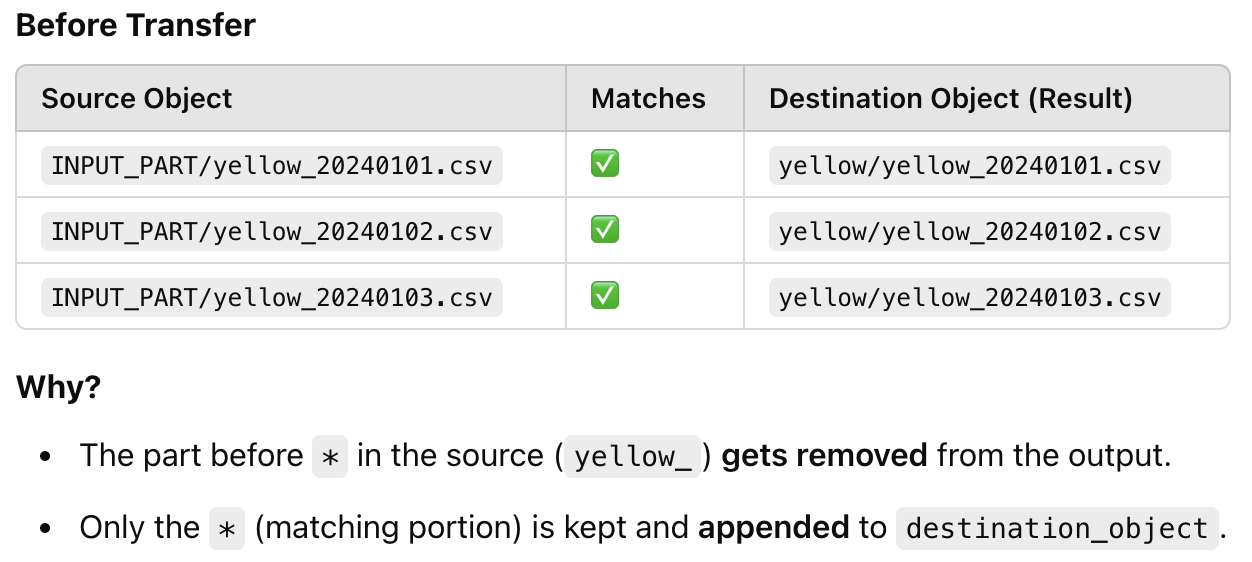 Before Transfer
Source Object Matches Destination Object (Result)
INPUT_PART/yellow_20240101.csv ✅ yellow/yellow_20240101.csv
INPUT_PART/yellow_20240102.csv ✅ yellow/yellow_20240102.csv
INPUT_PART/yellow_20240103.csv ✅ yellow/yellow_20240103.csv
Why?
• The part before * in the source (yellow_) gets removed from the output.
• Only the * (matching portion) is kept and appended to destination_object.